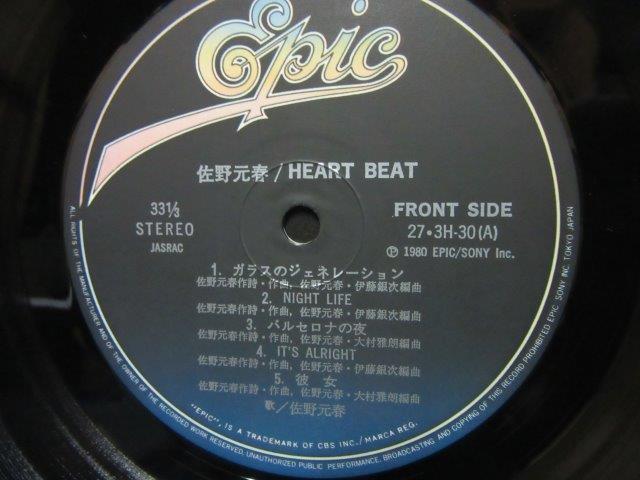 Epic
佐野元春/HEART BEAT
33⅓
STEREO
JASRAC
FRONT SIDE
27・3H-30(A)
℗ 1980 EPIC/SONY Inc.
1. ガラスのジェネレーション
佐野元春作詩・作曲, 佐野元春・伊藤銀次編曲
2. NIGHT LIFE
佐野元春作詩・作曲, 佐野元春・伊藤銀次編曲
3. バルセロナの夜
佐野元春作詩・作曲, 佐野元春・大村雅朗編曲
4. IT'S ALRIGHT
佐野元春作詩・作曲, 佐野元春・伊藤銀次編曲
5. 彼女
佐野元春作詩・作曲, 佐野元春・大村雅朗編曲
歌/佐野元春
"EPIC", IS A TRADEMARK OF CBS INC./MARCA REG.
ALL RIGHTS OF THE MANUFACTURER AND OF THE OWNER OF THE RECORDED WORK RESERVED. UNAUTHORIZED PUBLIC PERFORMANCE, BROADCASTING AND COPYING OF THIS RECORD PROHIBITED EPIC SONY INC. TOKYO JAPAN